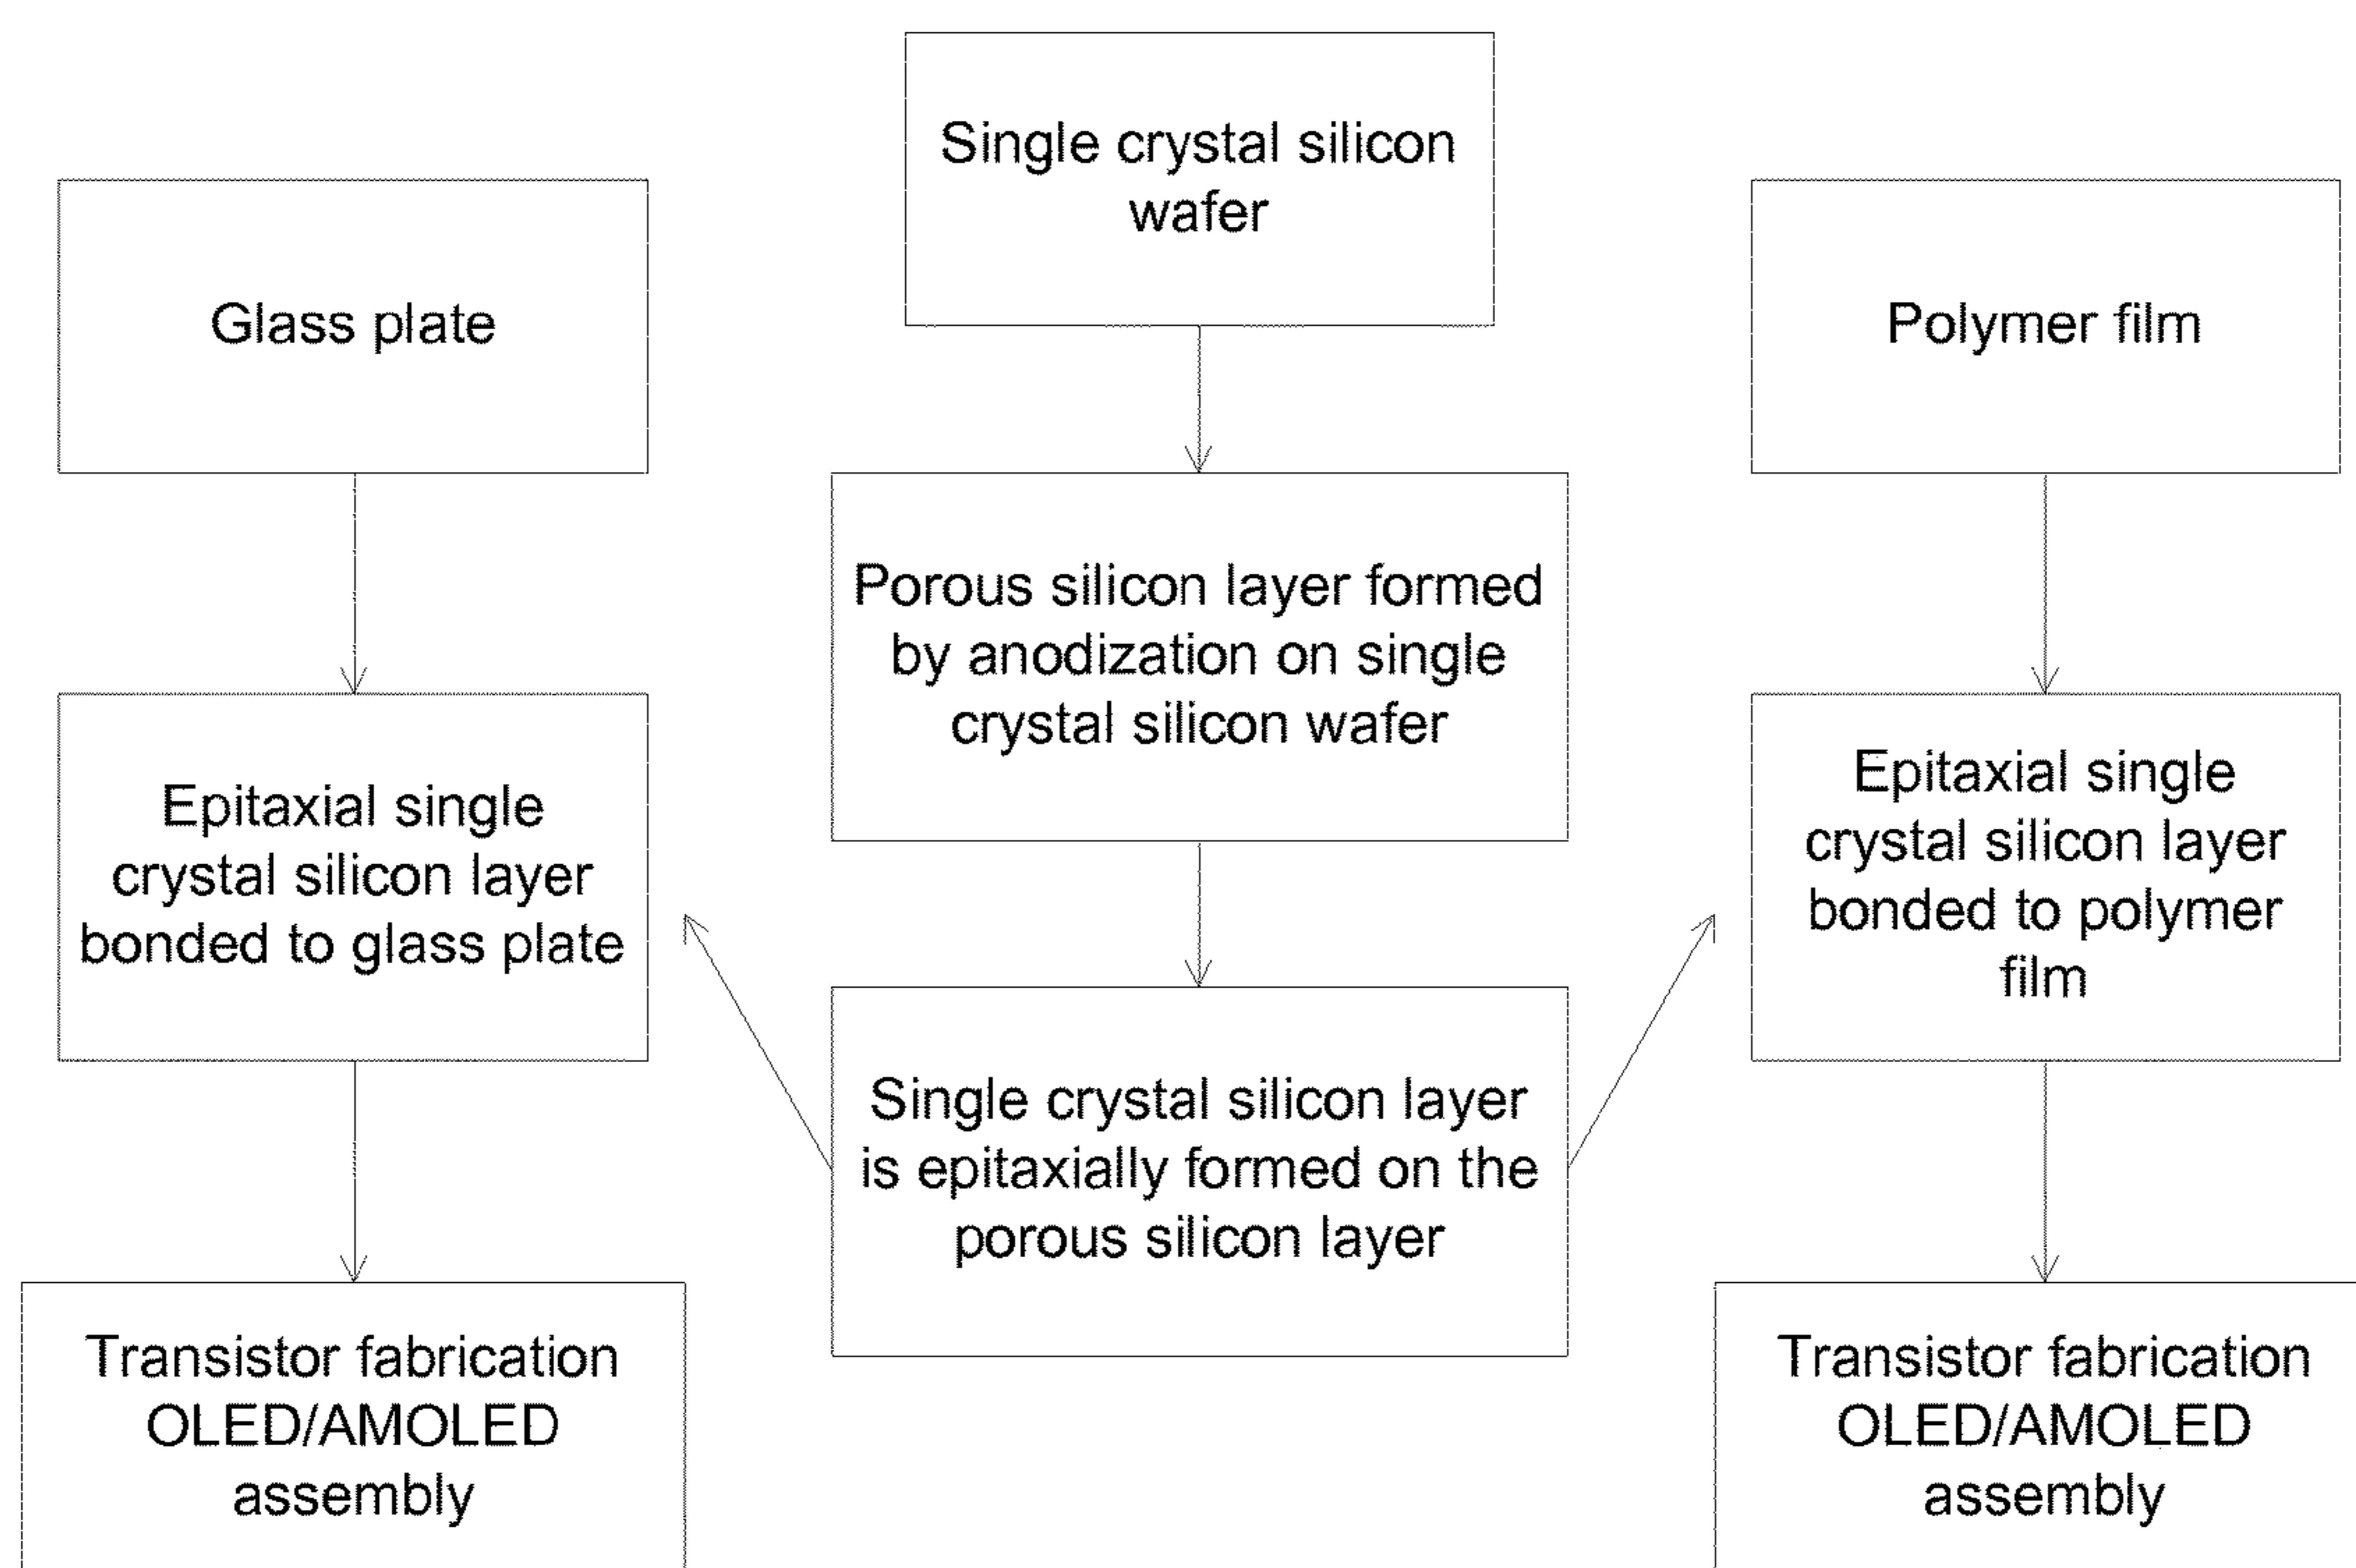 Single crystal silicon
wafer
Glass plate
Polymer film
Porous silicon layer formed
by anodization on single
crystal silicon wafer
Epitaxial single
crystal silicon layer
bonded to glass plate
Epitaxial single
crystal silicon layer
bonded to polymer
film
Single crystal silicon layer
is epitaxially formed on the
porous silicon layer
Transistor fabrication
OLED/AMOLED
assembly
Transistor fabrication
OLED/AMOLED
assembly